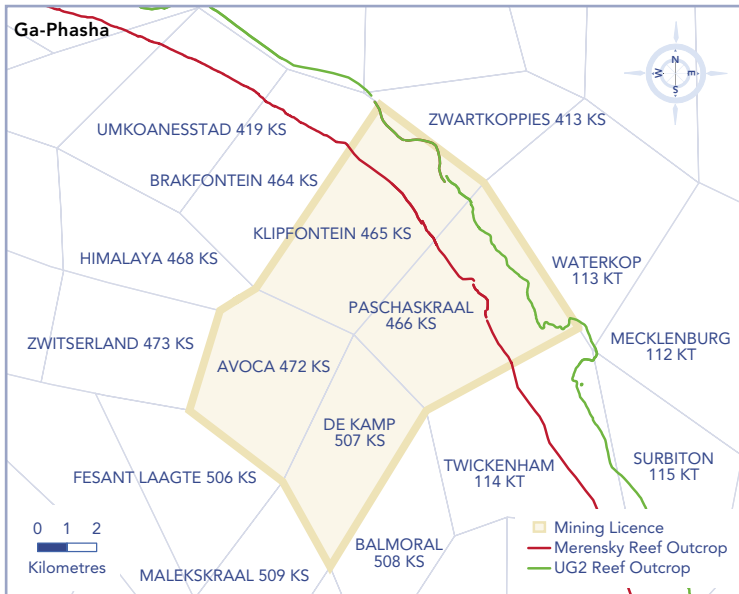 Ga-Phasha
N
W
E
S
UMKOANESSTAD 419 KS
ZWARTKOPPIES 413 KS
BRAKFONTEIN 464 KS
KLIPFONTEIN 465 KS
HIMALAYA 468 KS
WATERKOP
113 KT
PASCHASKRAAL
466 KS
ZWITSERLAND 473 KS
MECKLENBURG
112 KT
AVOCA 472 KS
DE KAMP
507 KS
FESANT LAAGTE 506 KS
TWICKENHAM
114 KT
SURBITON
115 KT
0 1 2
Kilometres
MALEKSKRAAL 509 KS
BALMORAL
508 KS
Mining Licence
Merensky Reef Outcrop
UG2 Reef Outcrop